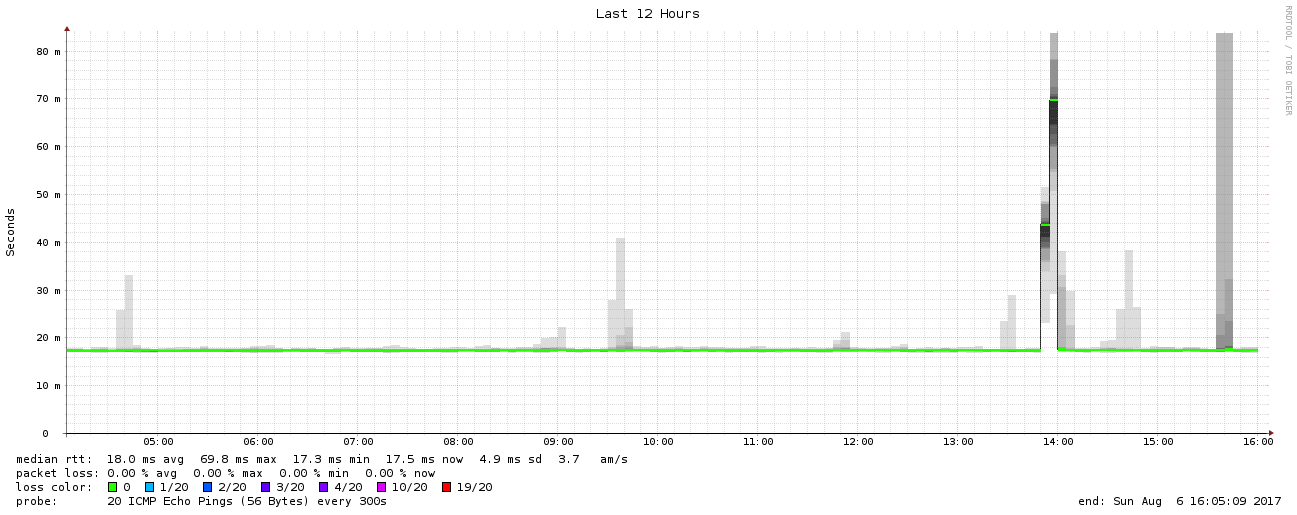 Last 12 Hours
RRDTOOL / TOBI OETIKER
Seconds
80 m
70 m
60 m
50 m
40 m
30 m
20 m
10 m
0
05:00 06:00 07:00 08:00 09:00 10:00 11:00 12:00 13:00 14:00 15:00 16:00
median rtt: 18.0 ms avg 69.8 ms max 17.3 ms min 17.5 ms now 4.9 ms sd 3.7 am/s
packet loss: 0.00 % avg 0.00 % max 0.00 % min 0.00 % now
loss color: 0 1/20 2/20 3/20 4/20 10/20 19/20
probe: 20 ICMP Echo Pings (56 Bytes) every 300s end: Sun Aug 6 16:05:09 2017